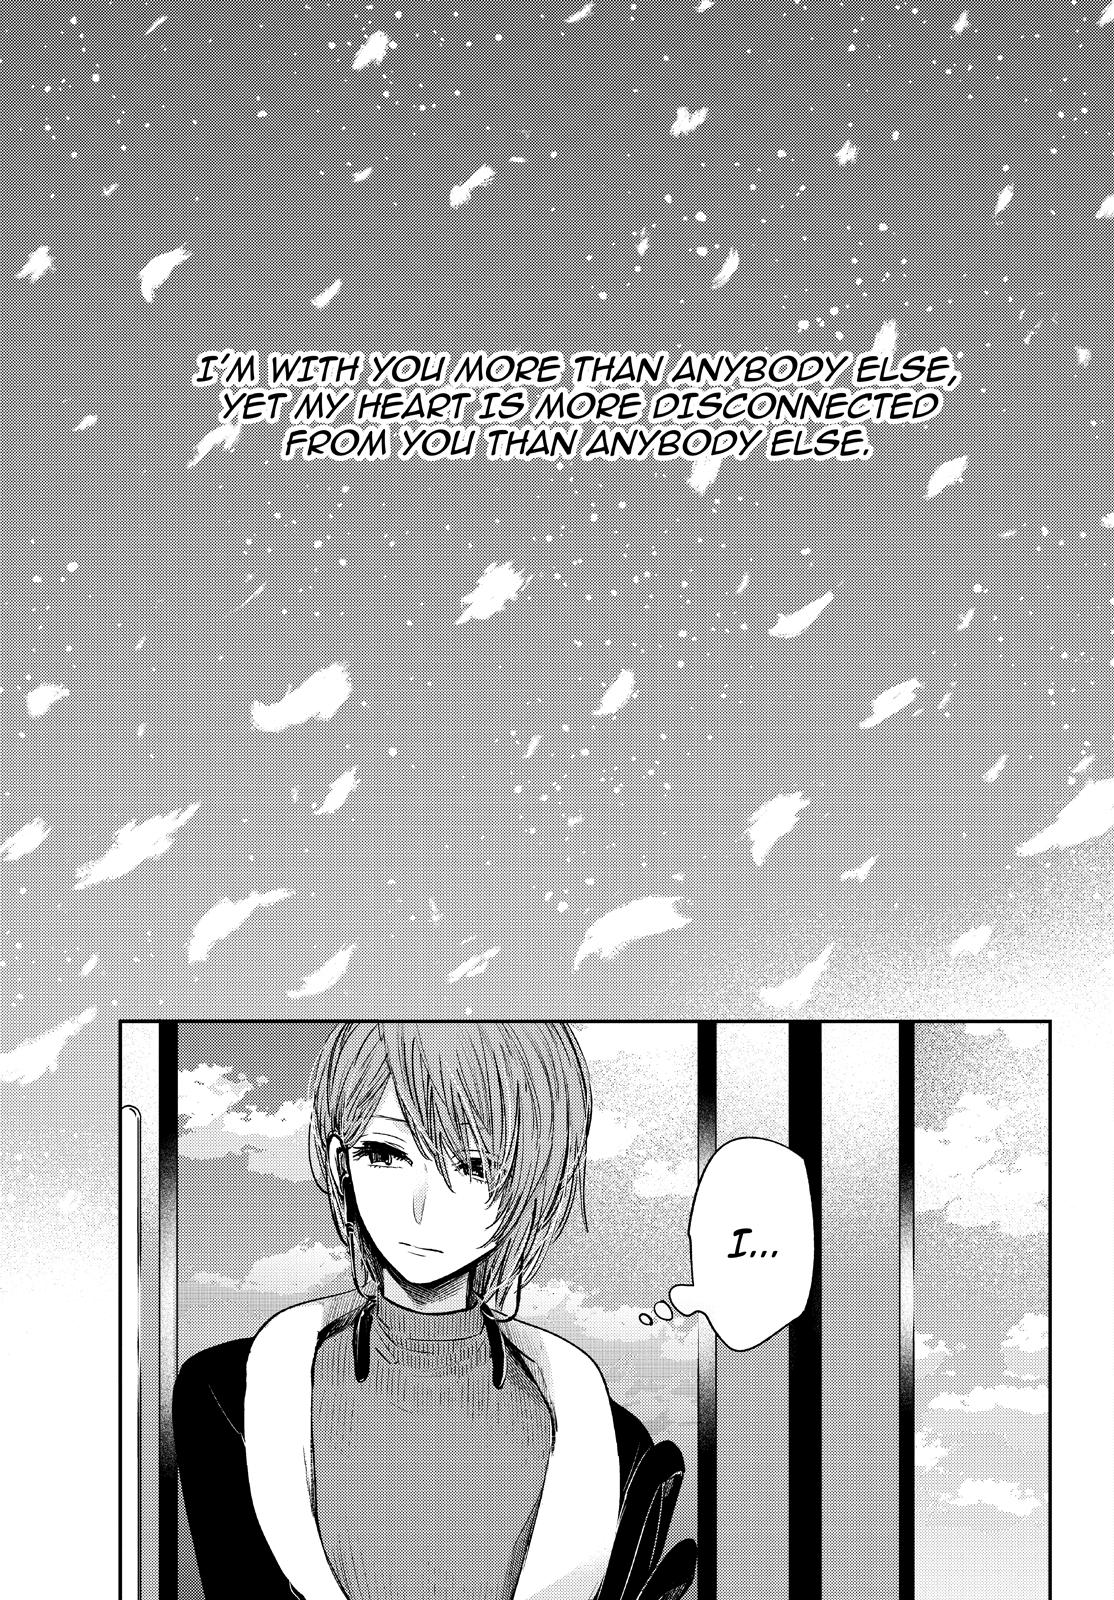 I'M WITH YOU MORE THAN ANYBODY ELSE,
YET MY HEART IS MORE DISCONNECTED
FROM YOU THAN ANYBODY ELSE.
I...